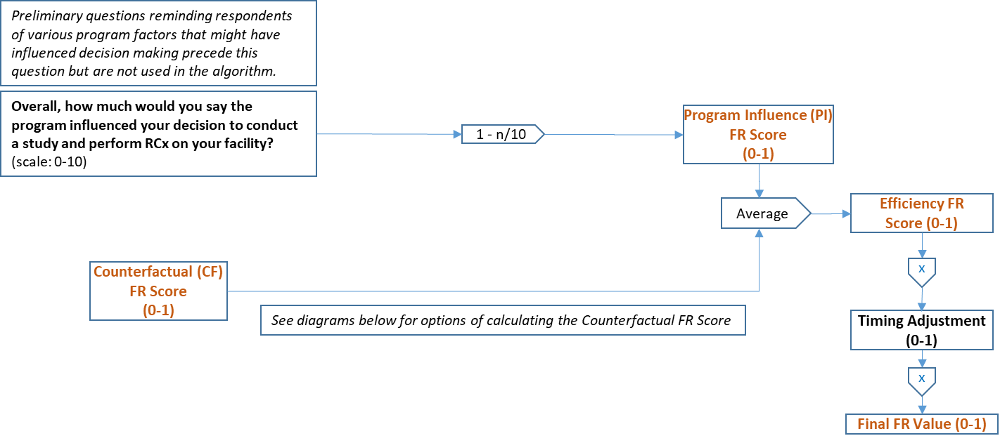 Preliminary questions reminding respondents
of various program factors that might have
influenced decision making precede this
question but are not used in the algorithm.
Overall, how much would you say the
program influenced your decision to conduct
a study and perform RCx on your facility?
(scale: 0-10)
1 - n/10
Program Influence (PI)
FR Score
(0-1)
Average
Efficiency FR
Score (0-1)
x
Counterfactual (CF)
FR Score
(0-1)
See diagrams below for options of calculating the Counterfactual FR Score
Timing Adjustment
(0-1)
x
Final FR Value (0-1)